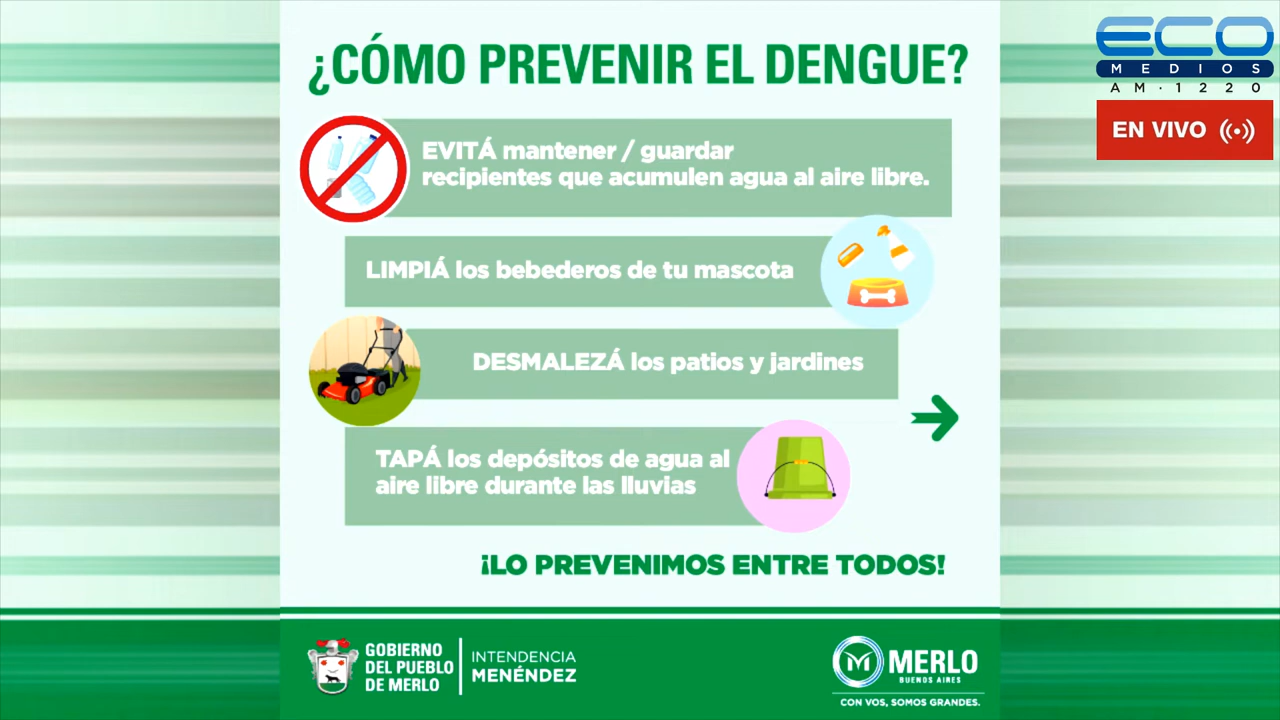 ¿CÓMO PREVENIR EL DENGUE?
ECO
MEDIOS
AM·1220
EN VIVO
EVITÁ mantener / guardar
recipientes que acumulen agua al aire libre.
LIMPIÁ los bebederos de tu mascota
DESMALEZÁ los patios y jardines
TAPÁ los depósitos de agua al
aire libre durante las lluvias
¡LO PREVENIMOS ENTRE TODOS!
GOBIERNO
DEL PUEBLO
DE MERLO
INTENDENCIA
MENÉNDEZ
MERLO
BUENOS AIRES
CON VOS, SOMOS GRANDES.